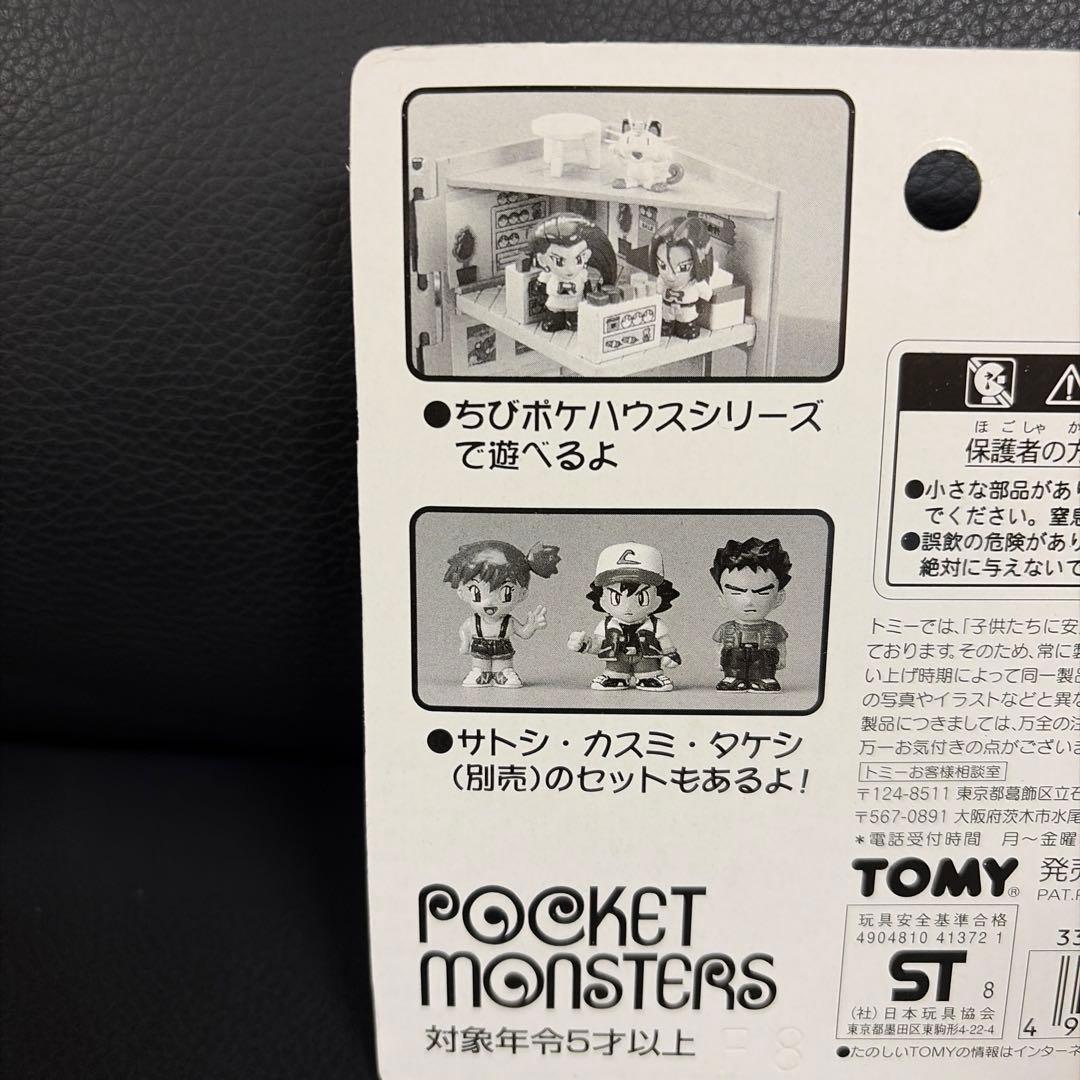 ●ちびポケハウスシリーズ
で遊べるよ
●サトシ・カスミ・タケシ
(別売)のセットもあるよ!
POCKET
MONSTERS
対象年令5才以上
ほごしゃ か
保護者の方
●小さな部品があり
でください。窒息
●誤飲の危険があり
絶対に与えないで
トミーでは、「子供たちに安
ております。そのため、常に製
い上げ時期によって同一製品
の写真やイラストなどと異な
製品につきましては、万全の注
万一お気付きの点がございま
トミーお客様相談室
〒124-8511 東京都葛飾区立石
〒567-0891 大阪府茨木市水尾
*電話受付時間 月～金曜
TOMY® 発売
PAT.P
玩具安全基準合格
4904810 41372 1
ST 8
(社)日本玩具協会
東京都墨田区東駒形4-22-4
33
4 9
●たのしいTOMYの情報はインターネ